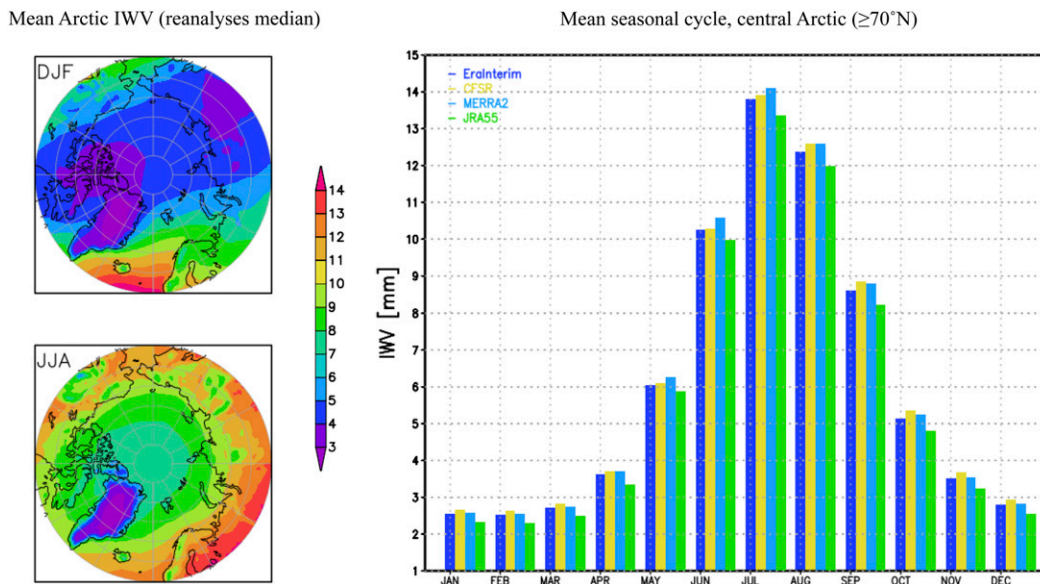 Mean Arctic IWV (reanalyses median)
Mean seasonal cycle, central Arctic (≥70˚N)
DJF
JJA
14
13
12
11
10
9
8
7
6
5
4
3
EraInterim
CFSR
MERRA2
JRA55
IWV [mm]
15
14
13
12
11
10
9
8
7
6
5
4
3
2
1
JAN FEB MAR APR MAY JUN JUL AUG SEP OCT NOV DEC